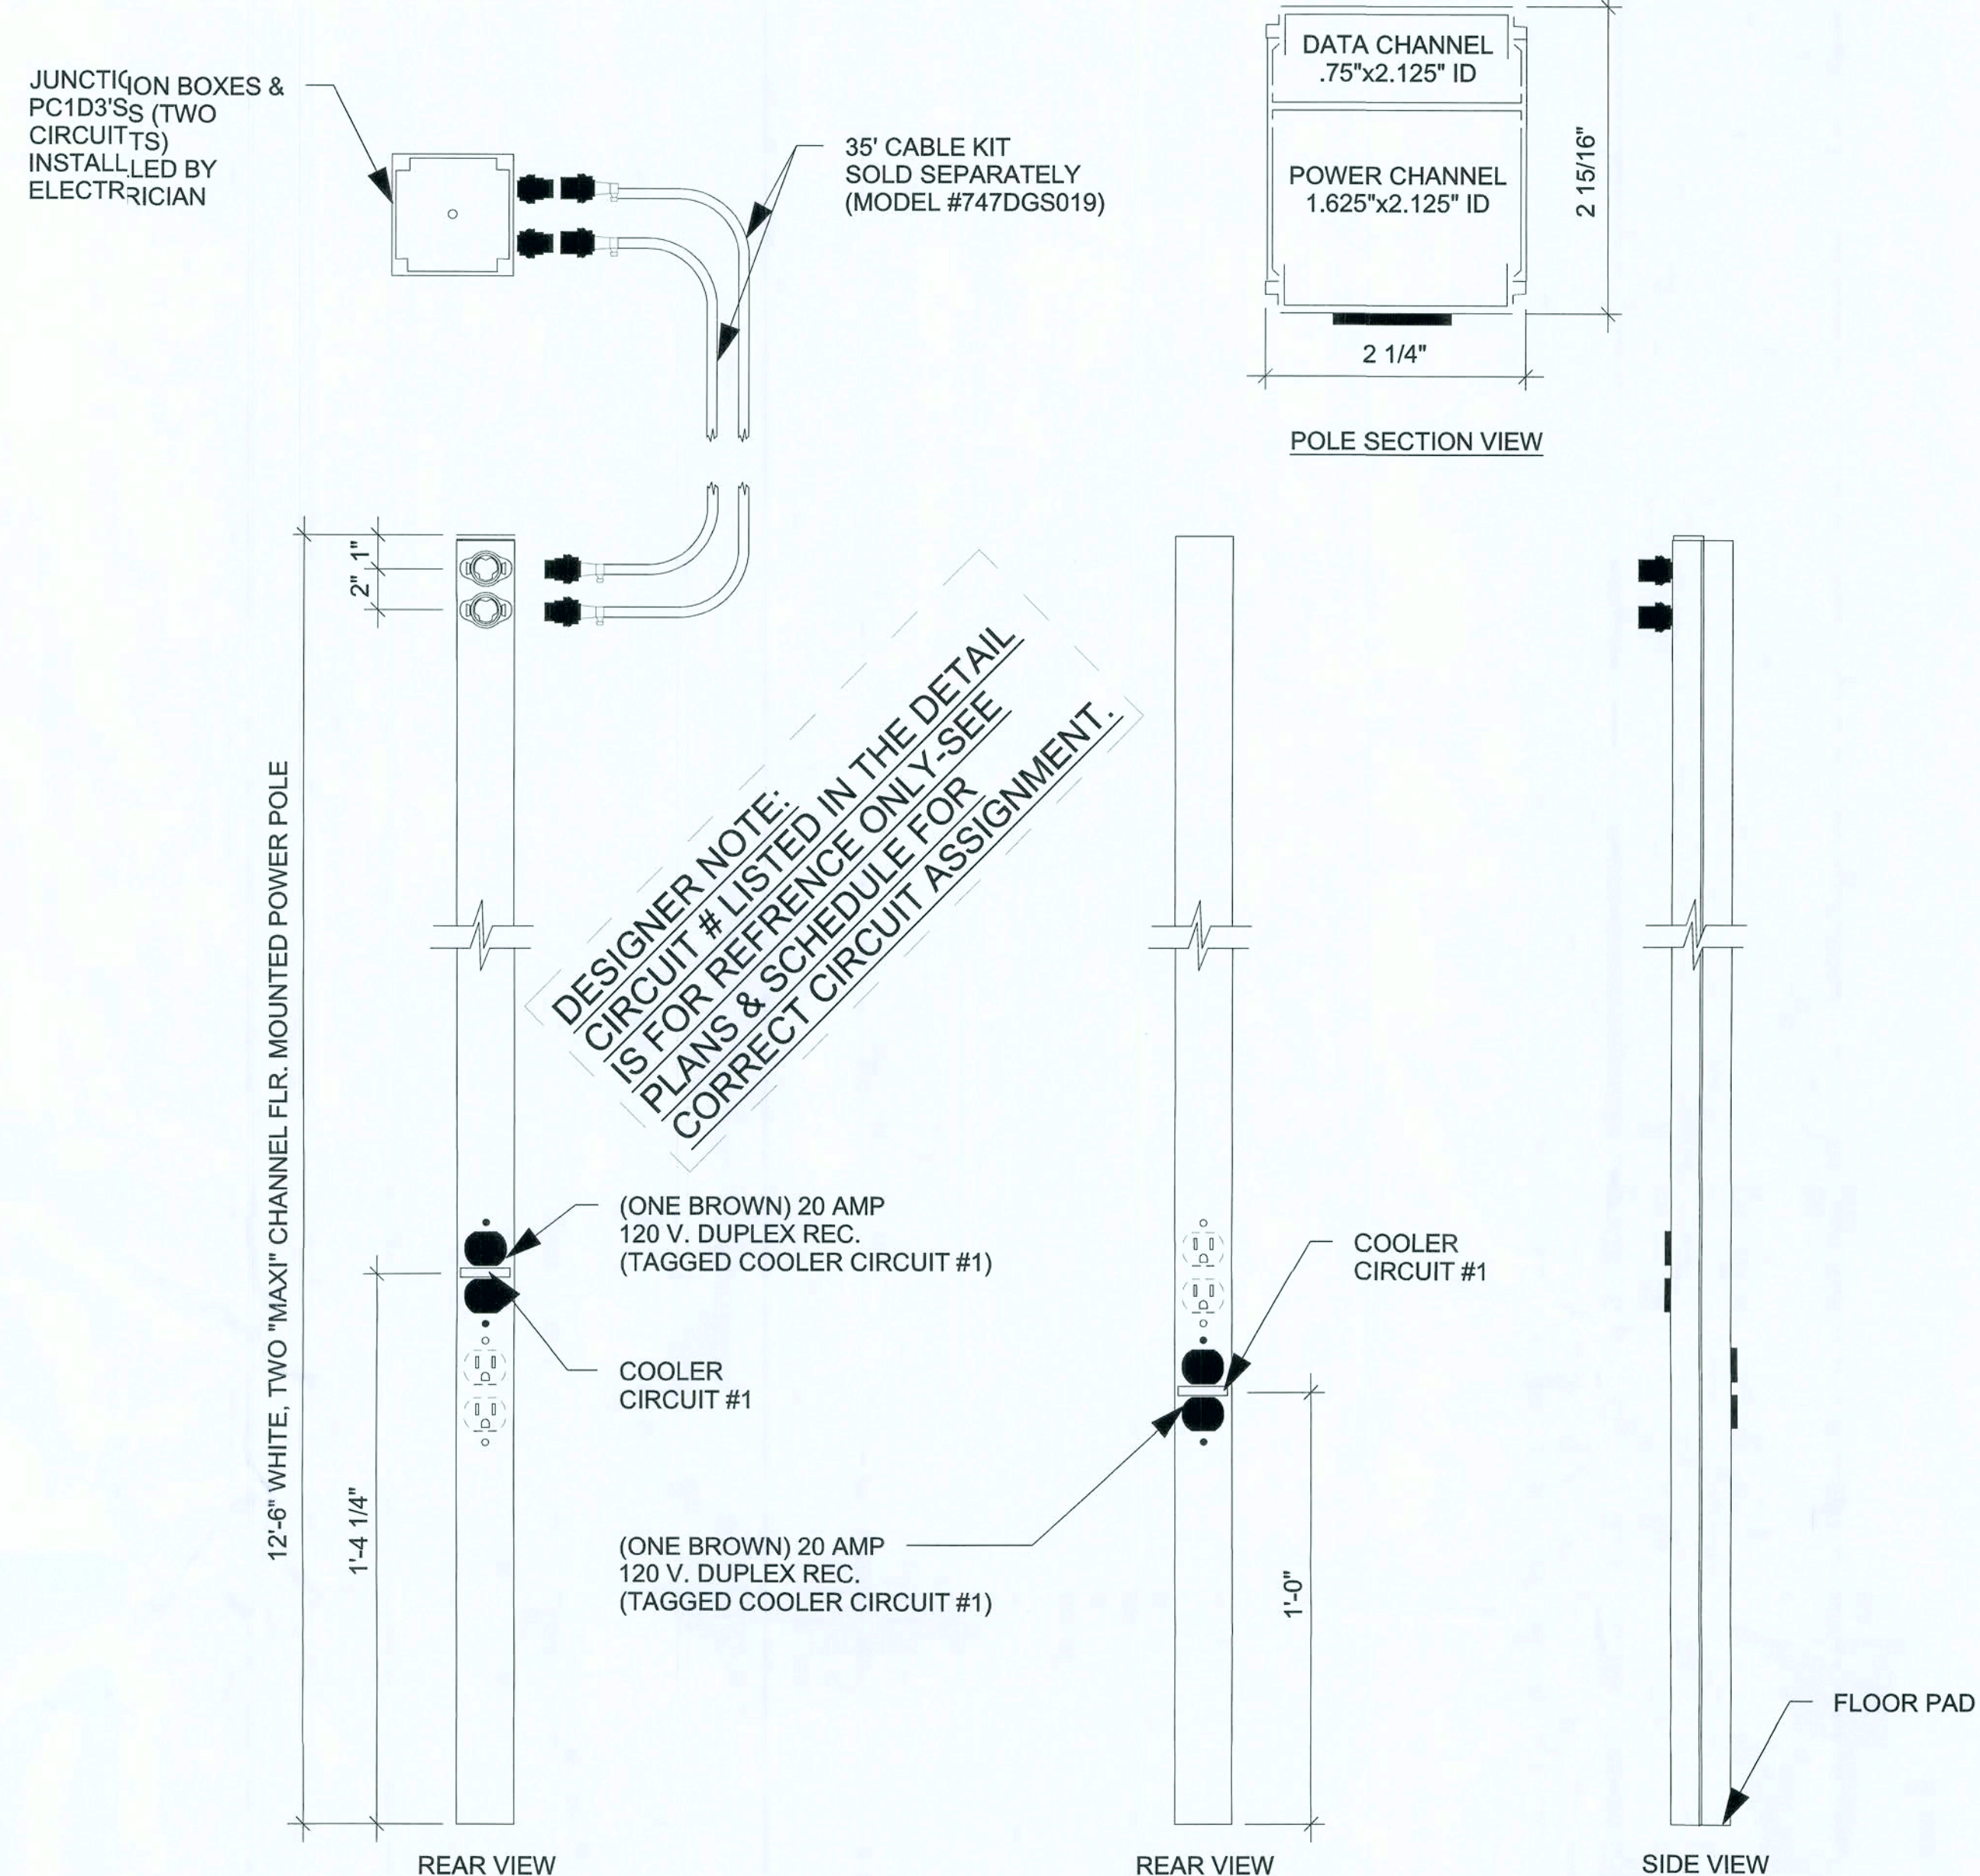 JUNCTION BOXES &
PC1D3'S (TWO
CIRCUITS)
INSTALLED BY
ELECTRICIAN
35' CABLE KIT
SOLD SEPARATELY
(MODEL #747DGS019)
DATA CHANNEL
.75"x2.125" ID
POWER CHANNEL
1.625"x2.125" ID
2 15/16"
2 1/4"
POLE SECTION VIEW
1"
2"
12'-6" WHITE, TWO "MAXI" CHANNEL FLR. MOUNTED POWER POLE
DESIGNER NOTE:
CIRCUIT # LISTED IN THE DETAIL
IS FOR REFRENCE ONLY-SEE
PLANS & SCHEDULE FOR
CORRECT CIRCUIT ASSIGNMENT.
(ONE BROWN) 20 AMP
120 V. DUPLEX REC.
(TAGGED COOLER CIRCUIT #1)
COOLER
CIRCUIT #1
COOLER
CIRCUIT #1
1'-4 1/4"
(ONE BROWN) 20 AMP
120 V. DUPLEX REC.
(TAGGED COOLER CIRCUIT #1)
1'-0"
FLOOR PAD
REAR VIEW
REAR VIEW
SIDE VIEW